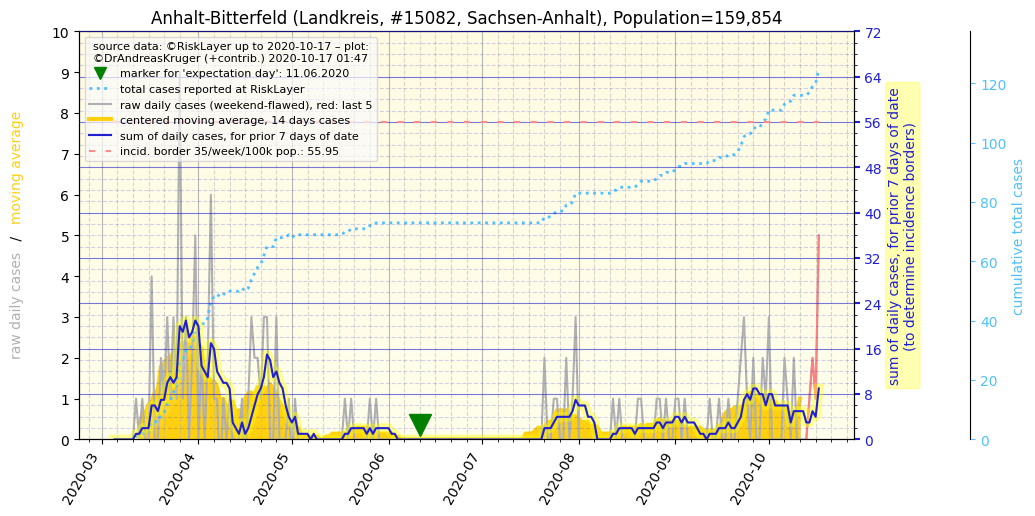 Anhalt-Bitterfeld (Landkreis, #15082, Sachsen-Anhalt), Population=159,854
source data: ©RiskLayer up to 2020-10-17 – plot:
©DrAndreasKruger (+contrib.) 2020-10-17 01:47
marker for 'expectation day': 11.06.2020
total cases reported at RiskLayer
raw daily cases (weekend-flawed), red: last 5
centered moving average, 14 days cases
sum of daily cases, for prior 7 days of date
incid. border 35/week/100k pop.: 55.95
raw daily cases / moving average
10
9
8
7
6
5
4
3
2
1
0
2020-03
2020-04
2020-05
2020-06
2020-07
2020-08
2020-09
2020-10
72
64
56
48
40
32
24
16
8
0
sum of daily cases, for prior 7 days of date
(to determine incidence borders)
120
100
80
60
40
20
0
cumulative total cases